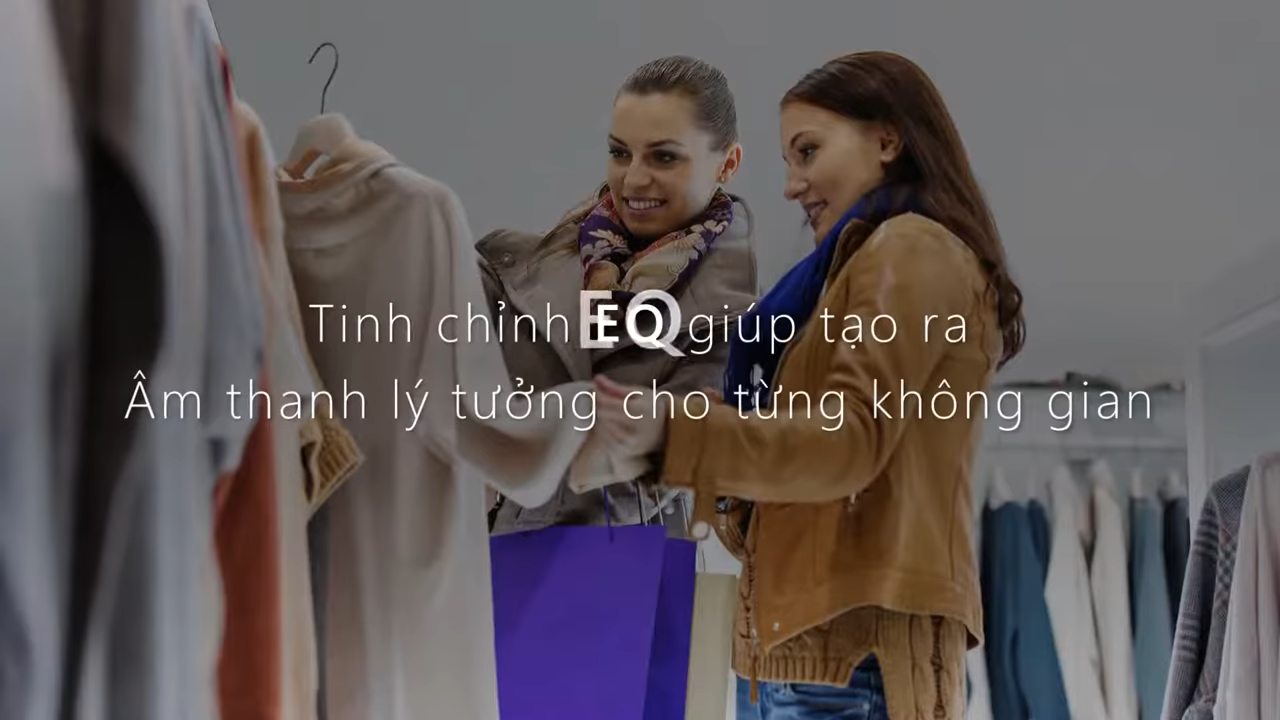 Tinh chỉnh EQ giúp tạo ra
Âm thanh lý tưởng cho từng không gian